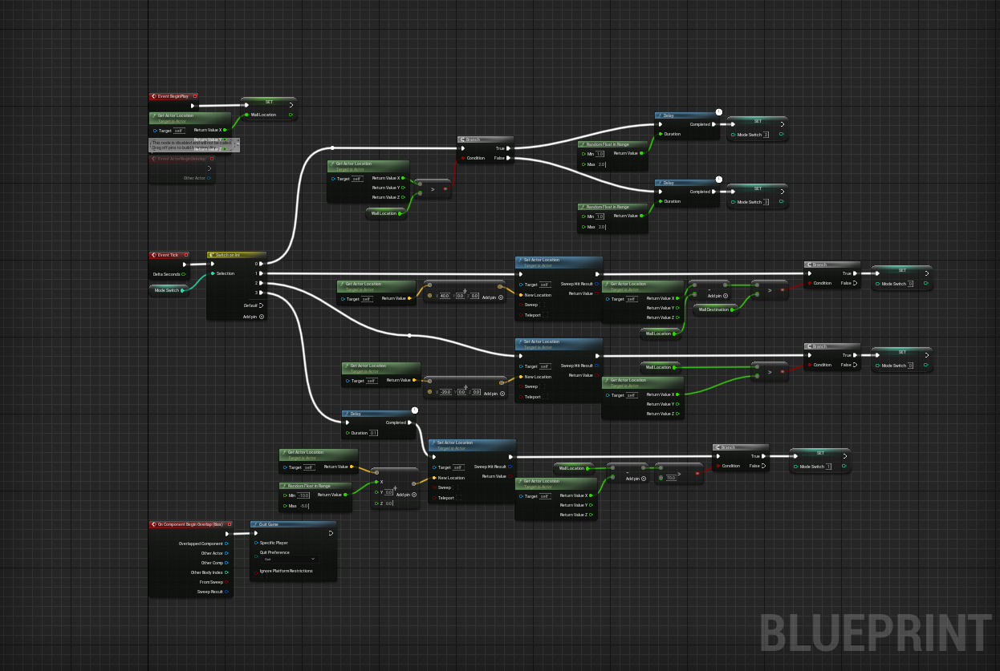 Event BeginPlay
SET
Wall Location
Get Actor Location
Target is Actor
Target self
Return Value X
Return Value Y
Return Value Z
This node is disabled and will not be called.
Drag off pins to build
Event ActorBeginOverlap
Other Actor
Branch
True
Condition
False
Get Actor Location
Target is Actor
Target self
Return Value X
Return Value Y
Return Value Z
>
Wall Location
Delay
Completed
Duration
SET
Mode Switch 2
Random Float in Range
Min 1.0
Return Value
Max 2.0
Delay
Completed
Duration
SET
Mode Switch 3
Random Float in Range
Min 1.0
Return Value
Max 2.0
Event Tick
Delta Seconds
Mode Switch
Switch on Int
0
Selection
1
2
3
Default
Add pin
Get Actor Location
Target is Actor
Target self
Return Value
+
X 40.0 Y 0.0 Z 0.0 Add pin
Set Actor Location
Target is Actor
Target self
Sweep Hit Result
New Location
Return Value
Sweep
Teleport
Get Actor Location
Target is Actor
Target self
Return Value X
Return Value Y
Return Value Z
-
Add pin
Wall Destination
Wall Location
>
Branch
True
Condition
False
SET
Mode Switch 0
Get Actor Location
Target is Actor
Target self
Return Value
+
X -20.0 Y 0.0 Z 0.0 Add pin
Set Actor Location
Target is Actor
Target self
Sweep Hit Result
New Location
Return Value
Sweep
Teleport
Wall Location
Get Actor Location
Target is Actor
Target self
Return Value X
Return Value Y
Return Value Z
>
Branch
True
Condition
False
SET
Mode Switch 0
Delay
Completed
Duration 0.1
Get Actor Location
Target is Actor
Target self
Return Value
Random Float in Range
Min -10.0
Return Value
Max -5.0
X
Y 0.0
+
Add pin
Z 0.0
Set Actor Location
Target is Actor
Target self
Sweep Hit Result
New Location
Return Value
Sweep
Teleport
Wall Location
Get Actor Location
Target is Actor
Target self
Return Value X
Return Value Y
Return Value Z
-
Add pin
>
70.0
Branch
True
Condition
False
SET
Mode Switch 1
On Component Begin Overlap (Box)
Overlapped Component
Other Actor
Other Comp
Other Body Index
From Sweep
Sweep Result
Quit Game
Specific Player
Quit Preference
Quit
Ignore Platform Restrictions
BLUEPRINT